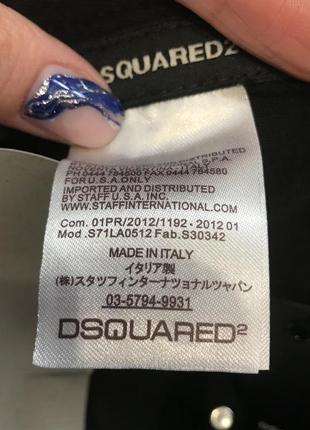 DSQUARED2
DISTRIBUTED
S.P.A.
PH 0444 784500 FAX 0444 784580
FOR U.S.A. ONLY
IMPORTED AND DISTRIBUTED
BY STAFF U.S.A. INC.
WWW.STAFFINTERNATIONAL.COM
Com. 01PR/2012/1192 - 2012 01
Mod .S71LA0512 Fab.S30342
MADE IN ITALY
イタリア製
(株)スタッフインターナショナルジャパン
03-5794-9931
DSQUARED2